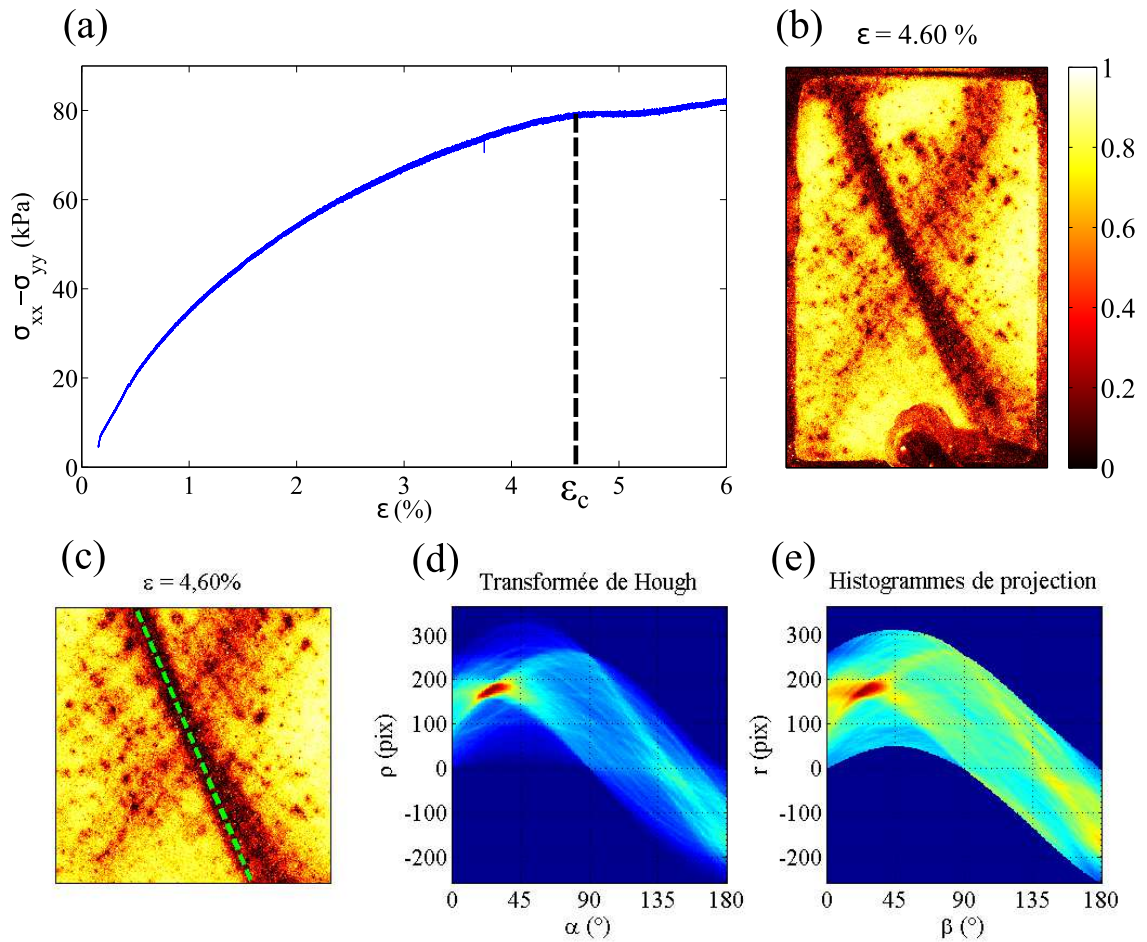 (a)
(b)
ε = 4.60 %
80
60
40
20
0
σxx−σyy (kPa)
0 1 2 3 4 5 6
εc
ε (%)
1
0.8
0.6
0.4
0.2
0
(c)
(d)
(e)
ε = 4,60%
Transformée de Hough
Histogrammes de projection
300
200
100
0
-100
-200
ρ (pix)
0 45 90 135 180
α (°)
300
200
100
0
-100
-200
r (pix)
0 45 90 135 180
β (°)